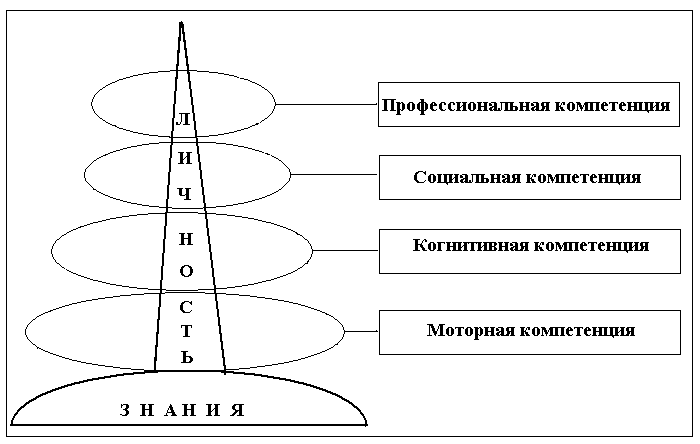 Л
И
Ч
Н
О
С
Т
Ь
З Н А Н И Я
Профессиональная компетенция
Социальная компетенция
Когнитивная компетенция
Моторная компетенция